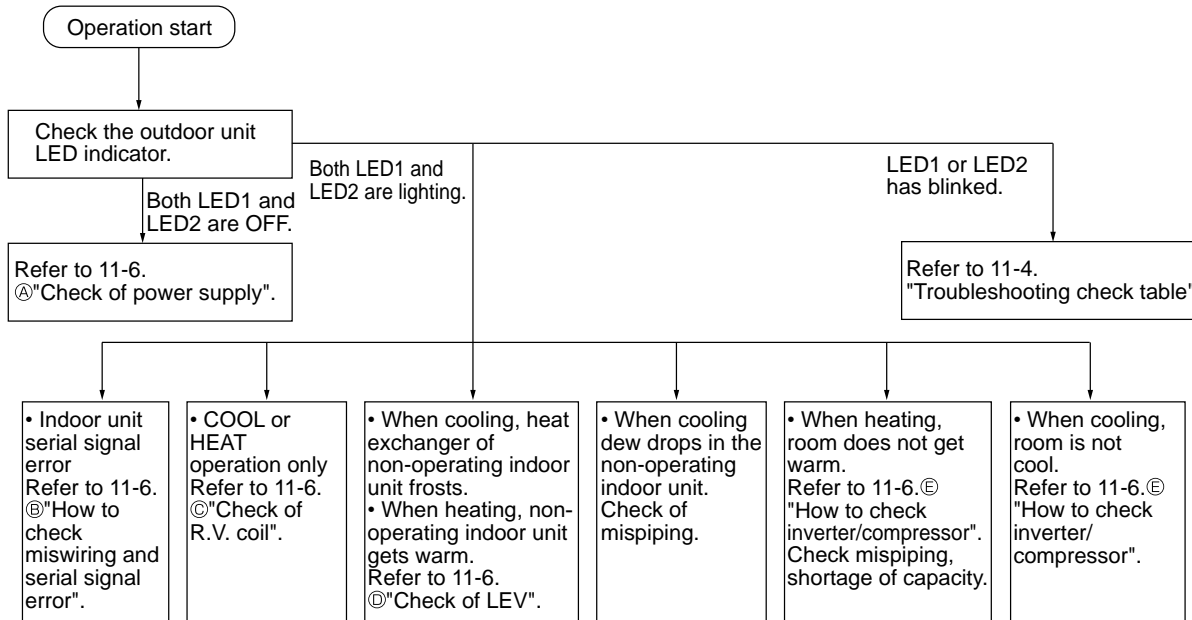 Operation start
Check the outdoor unit
LED indicator.
Both LED1 and
LED2 are OFF.
Both LED1 and
LED2 are lighting.
LED1 or LED2
has blinked.
Refer to 11-6.
Ⓐ"Check of power supply".
Refer to 11-4.
"Troubleshooting check table"
• Indoor unit
serial signal
error
Refer to 11-6.
Ⓑ"How to
check
miswiring and
serial signal
error".
• COOL or
HEAT
operation only
Refer to 11-6.
Ⓒ"Check of
R.V. coil".
• When cooling, heat
exchanger of
non-operating indoor
unit frosts.
• When heating, non-
operating indoor unit
gets warm.
Refer to 11-6.
Ⓓ"Check of LEV".
• When cooling
dew drops in the
non-operating
indoor unit.
Check of
mispiping.
• When heating,
room does not get
warm.
Refer to 11-6.Ⓔ
"How to check
inverter/compressor".
Check mispiping,
shortage of capacity.
• When cooling,
room is not
cool.
Refer to 11-6.Ⓔ
"How to check
inverter/
compressor".